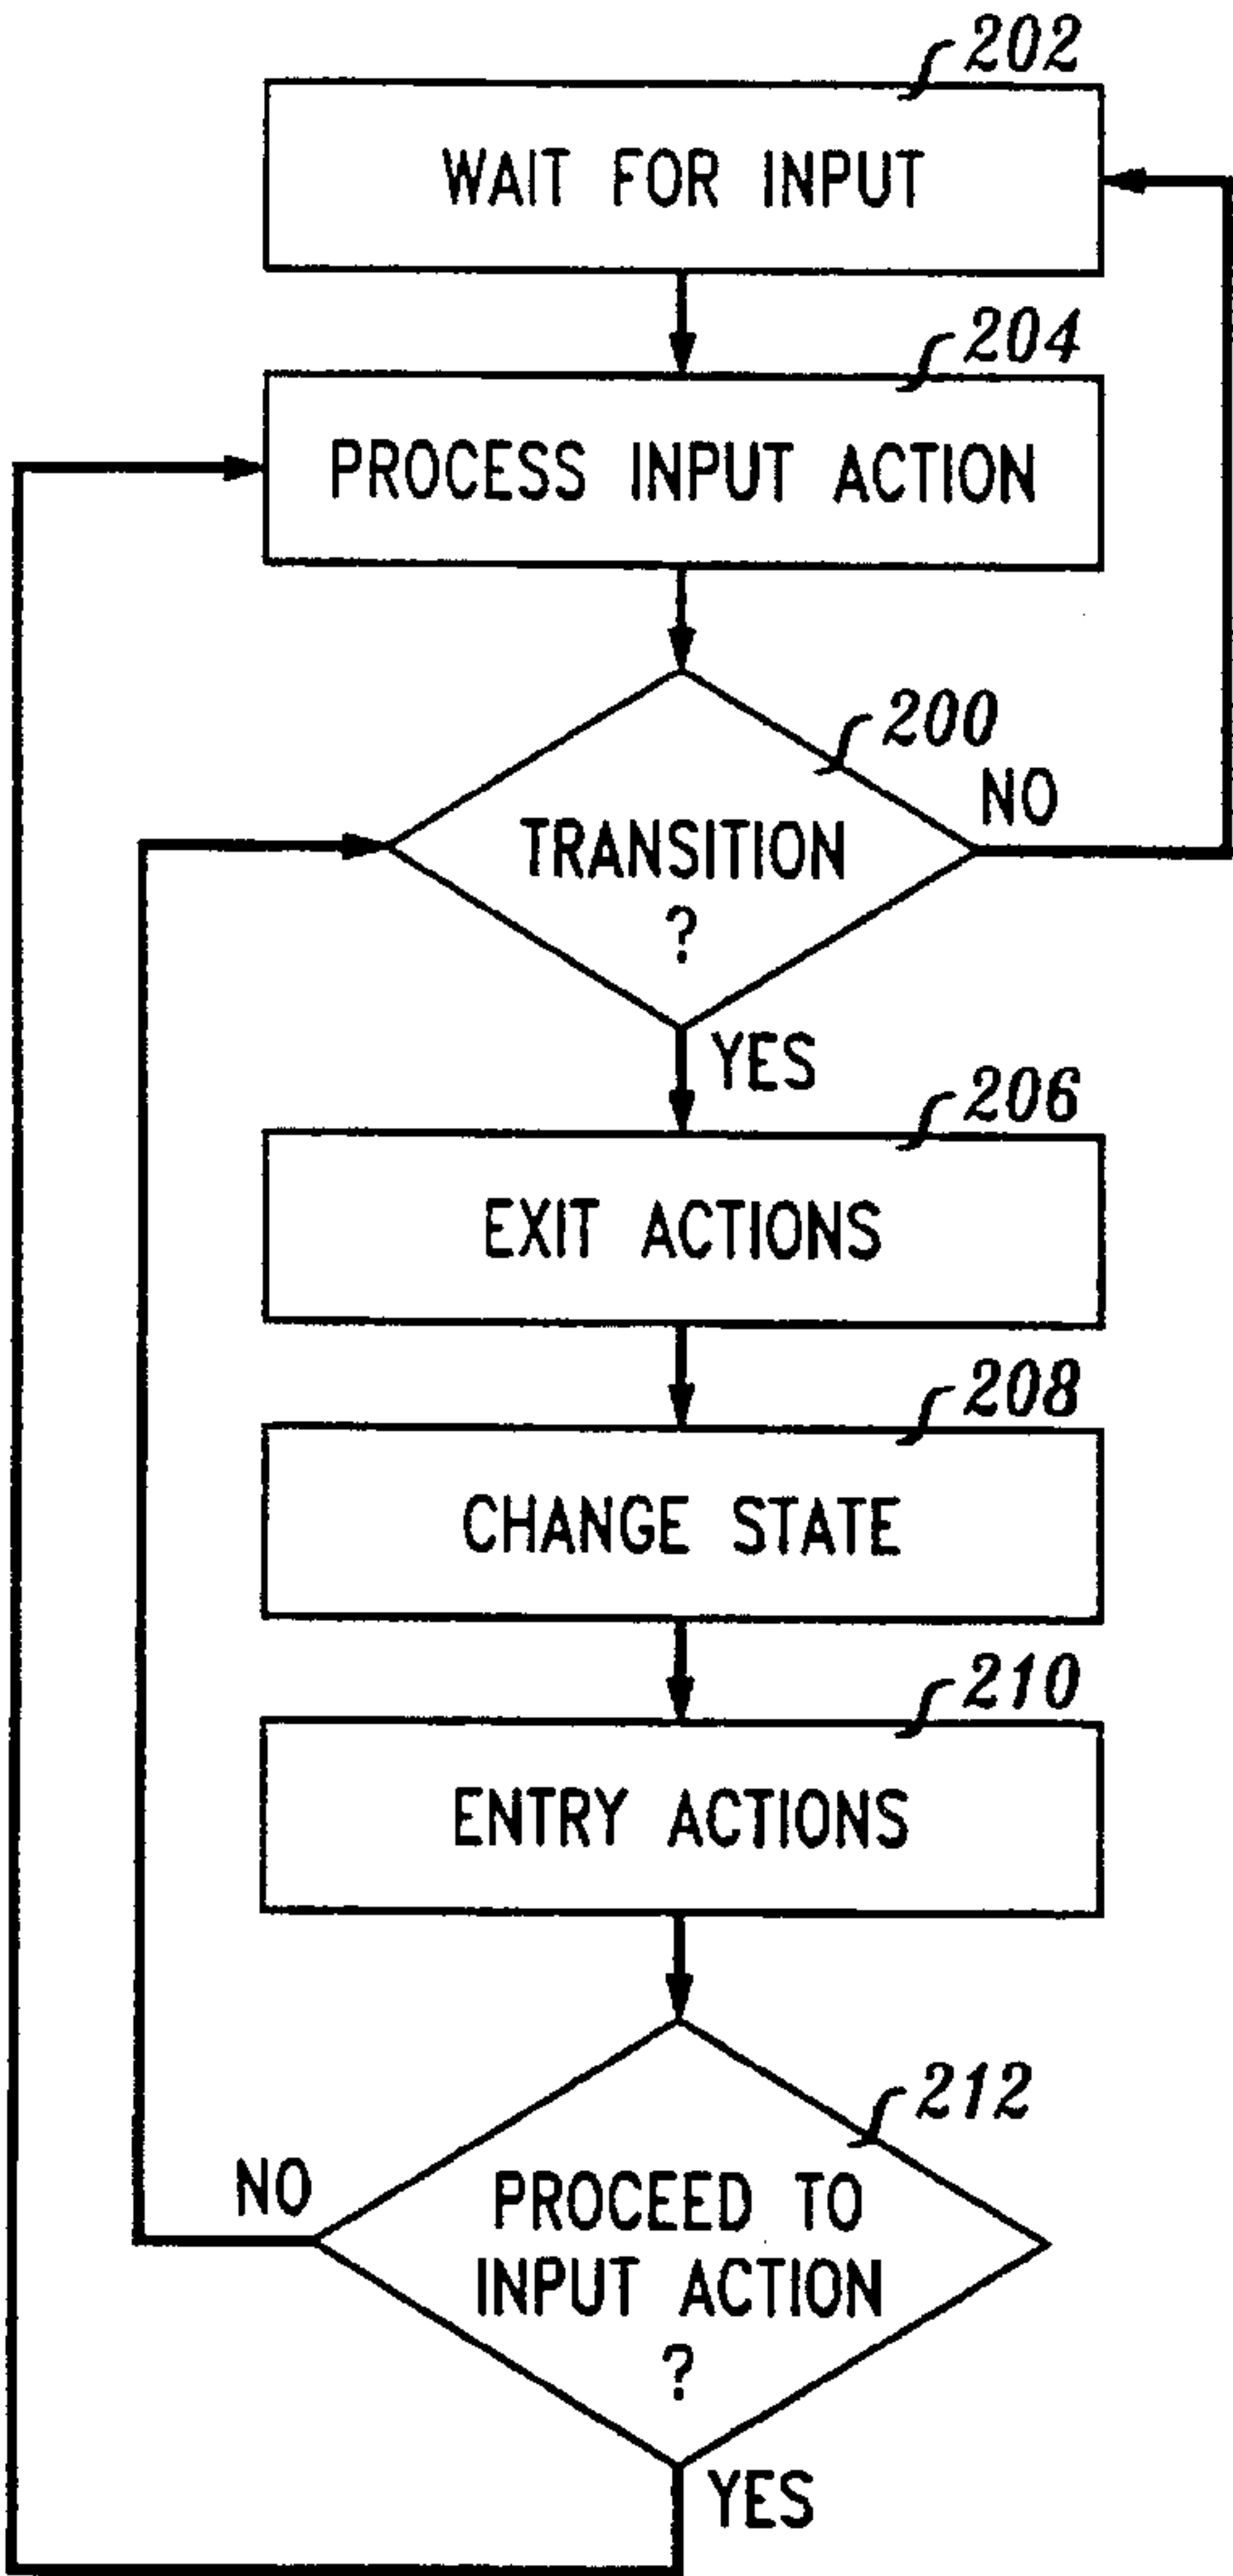 202
WAIT FOR INPUT
204
PROCESS INPUT ACTION
200
NO
TRANSITION
?
YES
206
EXIT ACTIONS
208
CHANGE STATE
210
ENTRY ACTIONS
212
NO
PROCEED TO
INPUT ACTION
?
YES